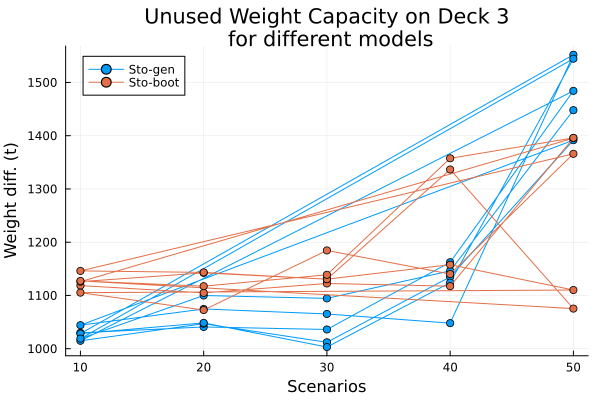 Unused Weight Capacity on Deck 3
for different models
Sto-gen
Sto-boot
Weight diff. (t)
1500
1400
1300
1200
1100
1000
10
20
30
40
50
Scenarios